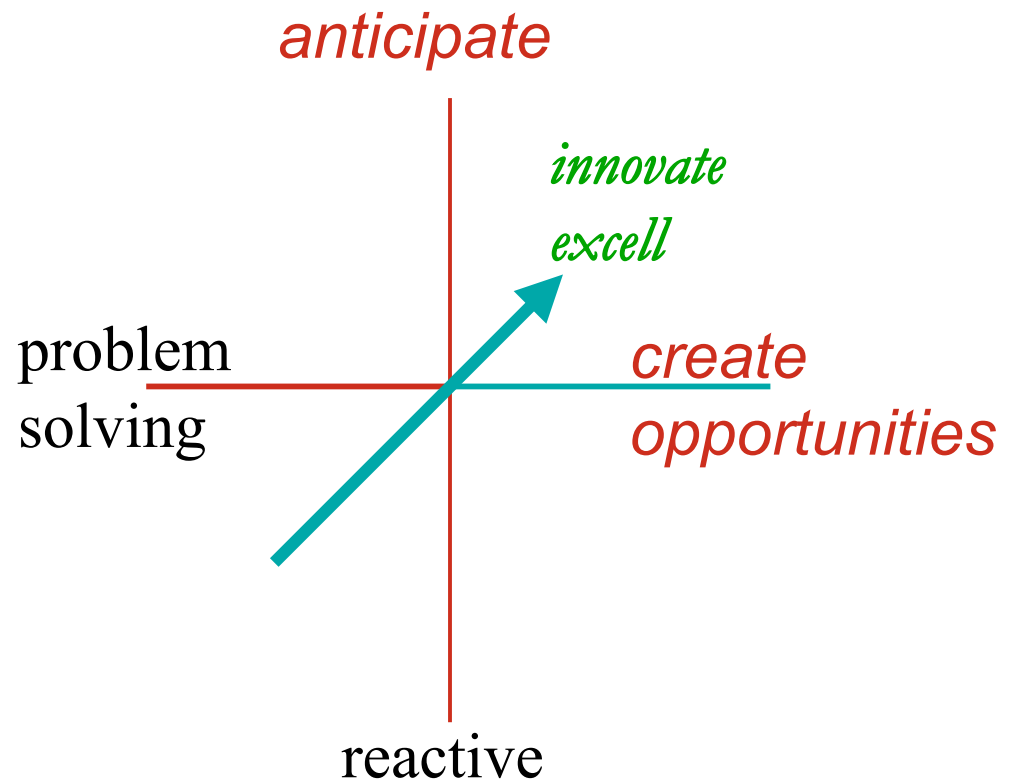 anticipate
innovate
excell
problem
solving
create
opportunities
reactive